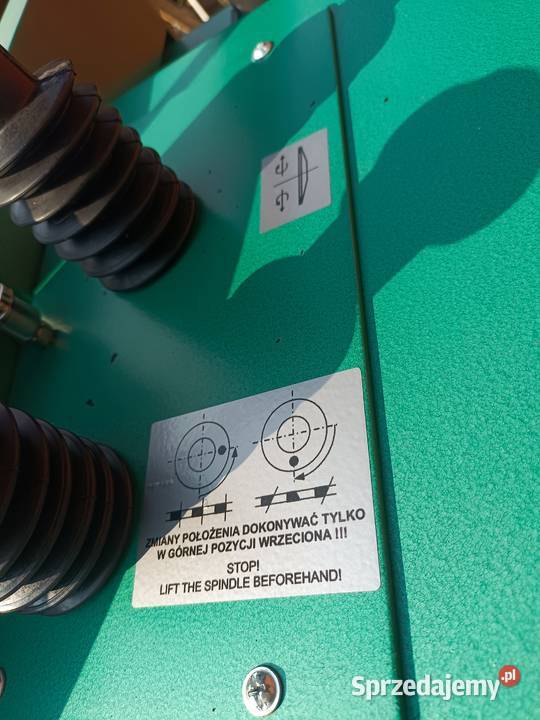 ZMIANY POŁOŻENIA DOKONYWAĆ TYLKO
W GÓRNEJ POZYCJI WRZECIONA !!!
STOP!
LIFT THE SPINDLE BEFOREHAND!
Sprzedajemy.pl